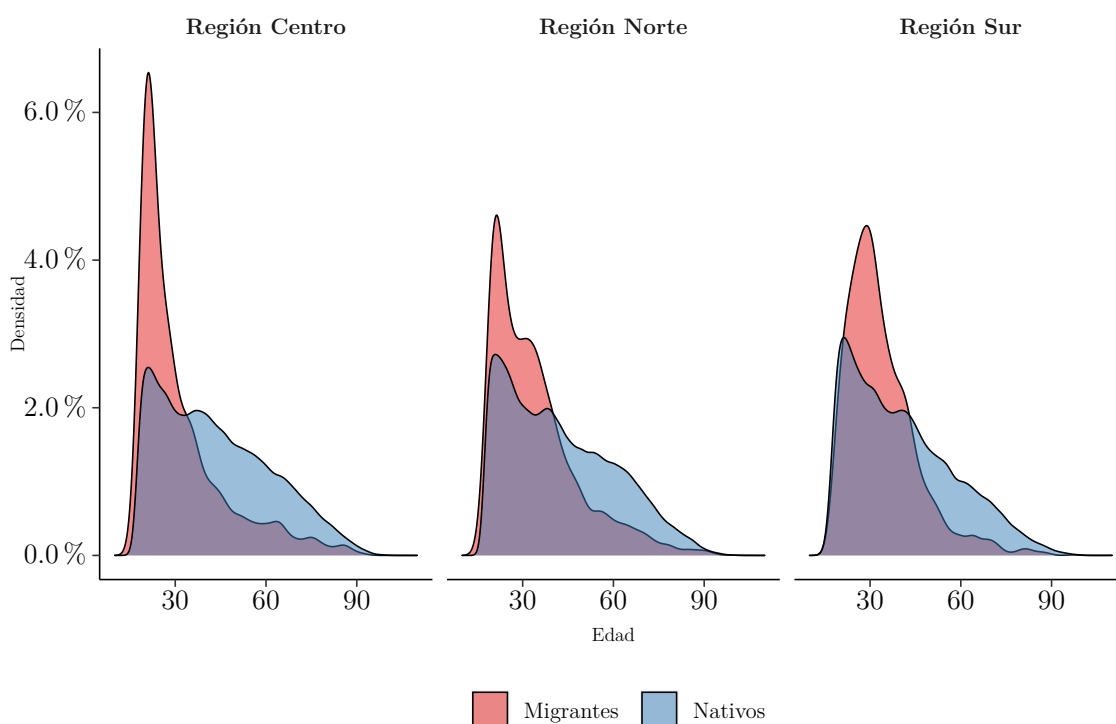 Región Centro
Región Norte
Región Sur
6.0 %
4.0 %
2.0 %
0.0 %
Densidad
30 60 90
30 60 90
30 60 90
Edad
Migrantes
Nativos